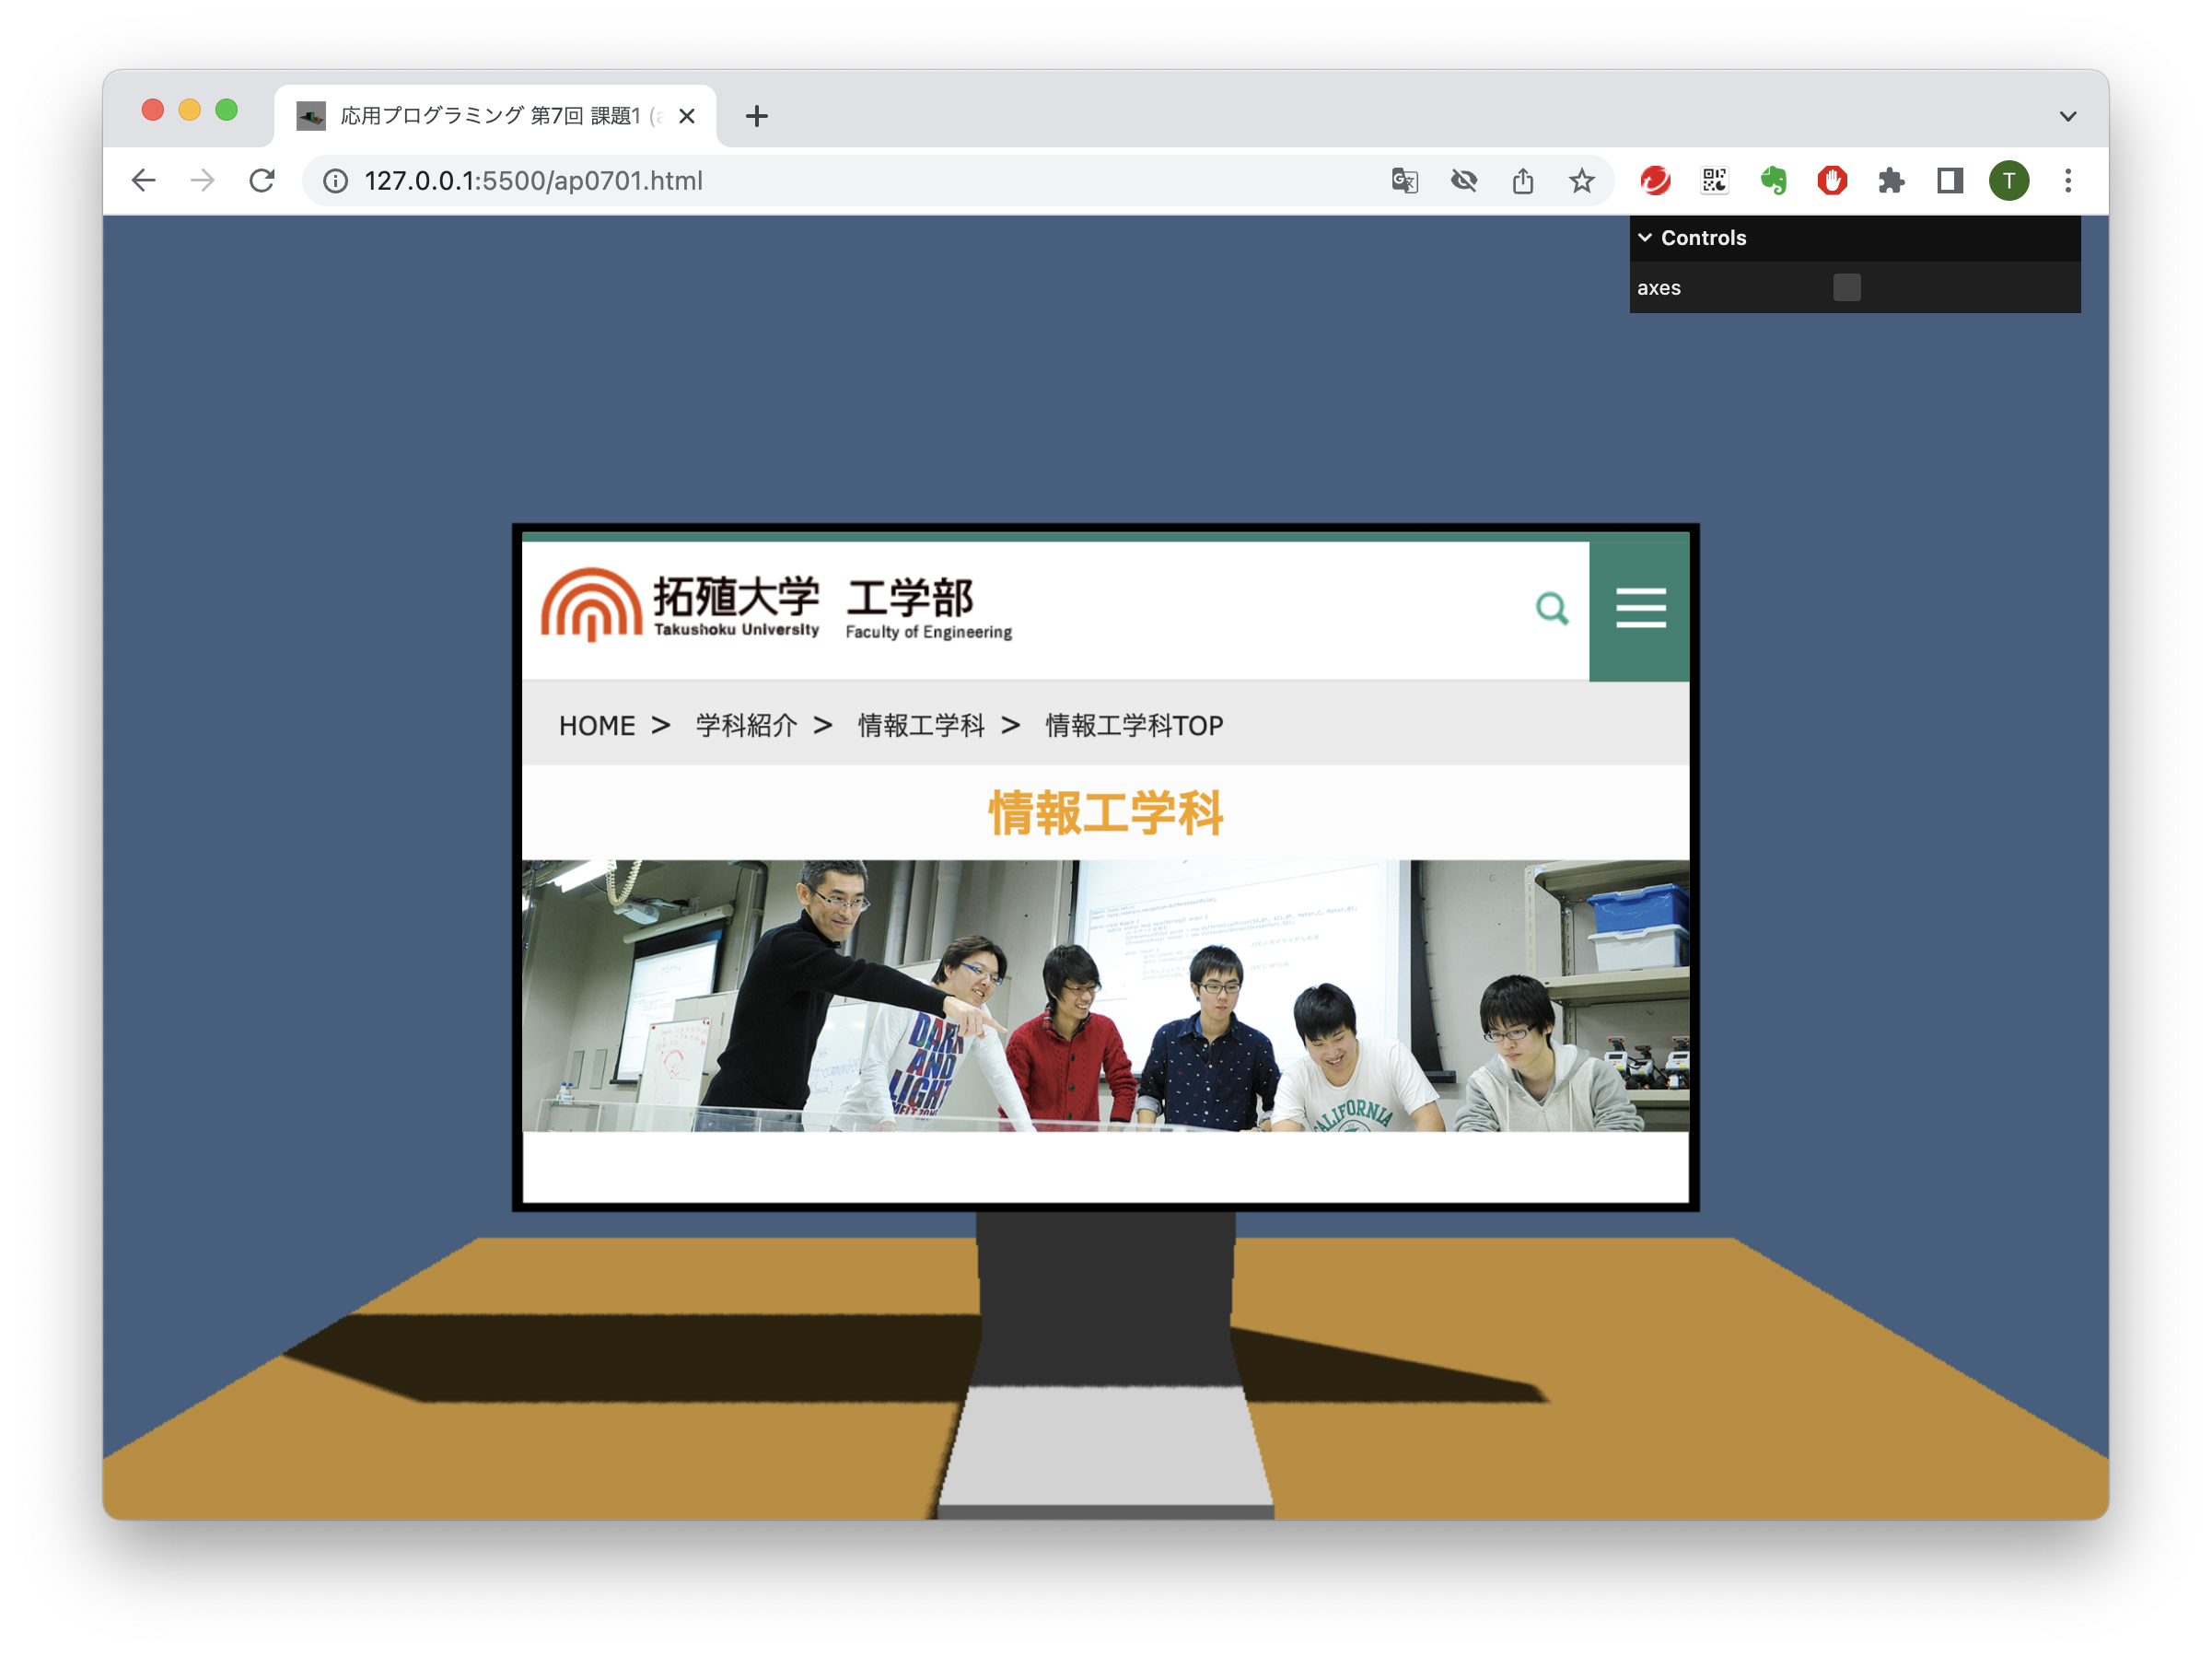 応用プログラミング 第7回 課題1
127.0.0.1:5500/ap0701.html
T
Controls
axes
拓殖大学 工学部
Takushoku University Faculty of Engineering
HOME > 学科紹介 > 情報工学科 > 情報工学科TOP
情報工学科
DARK
AND
LIGHT
CALIFORNIA